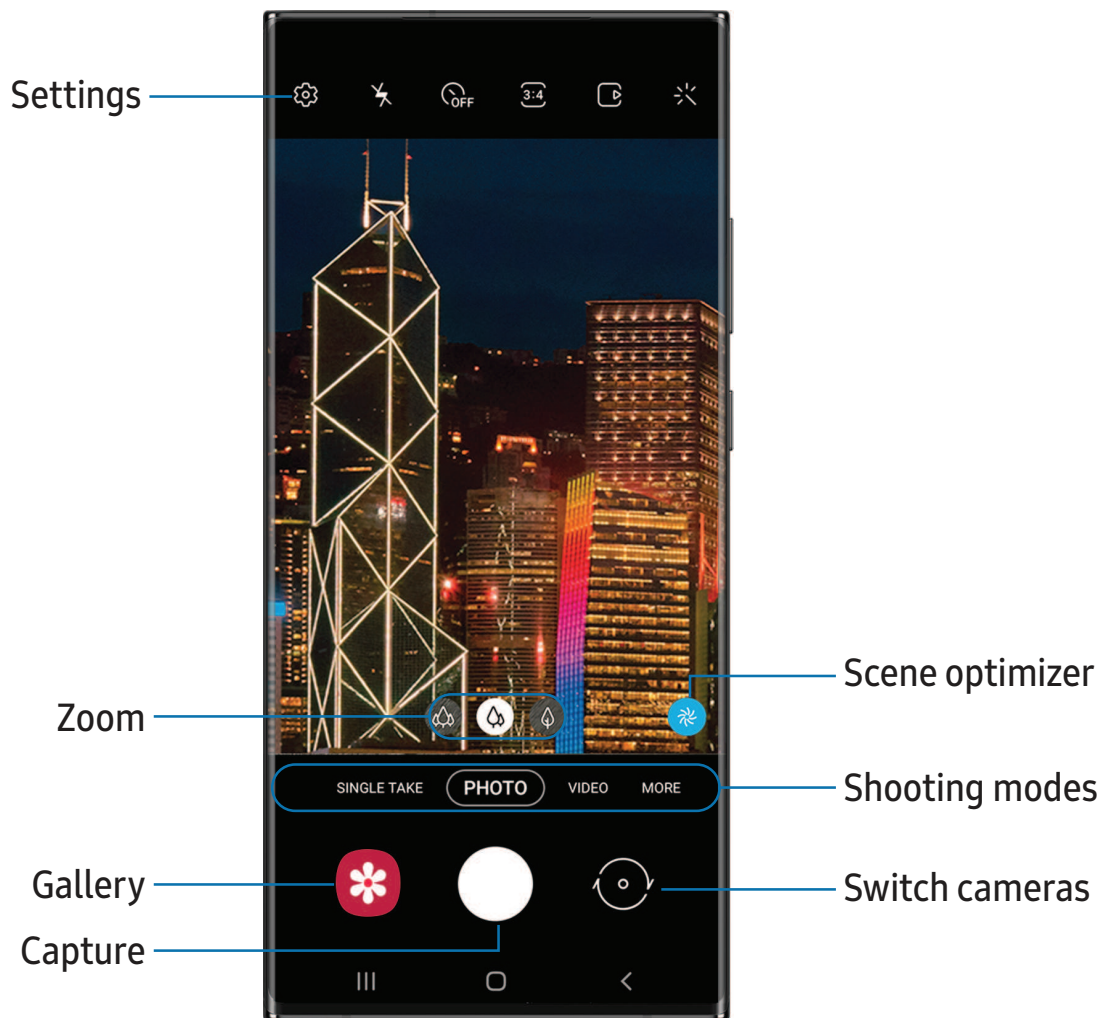 Settings
OFF
3:4
Zoom
Scene optimizer
SINGLE TAKE PHOTO VIDEO MORE
Shooting modes
Gallery
Switch cameras
Capture